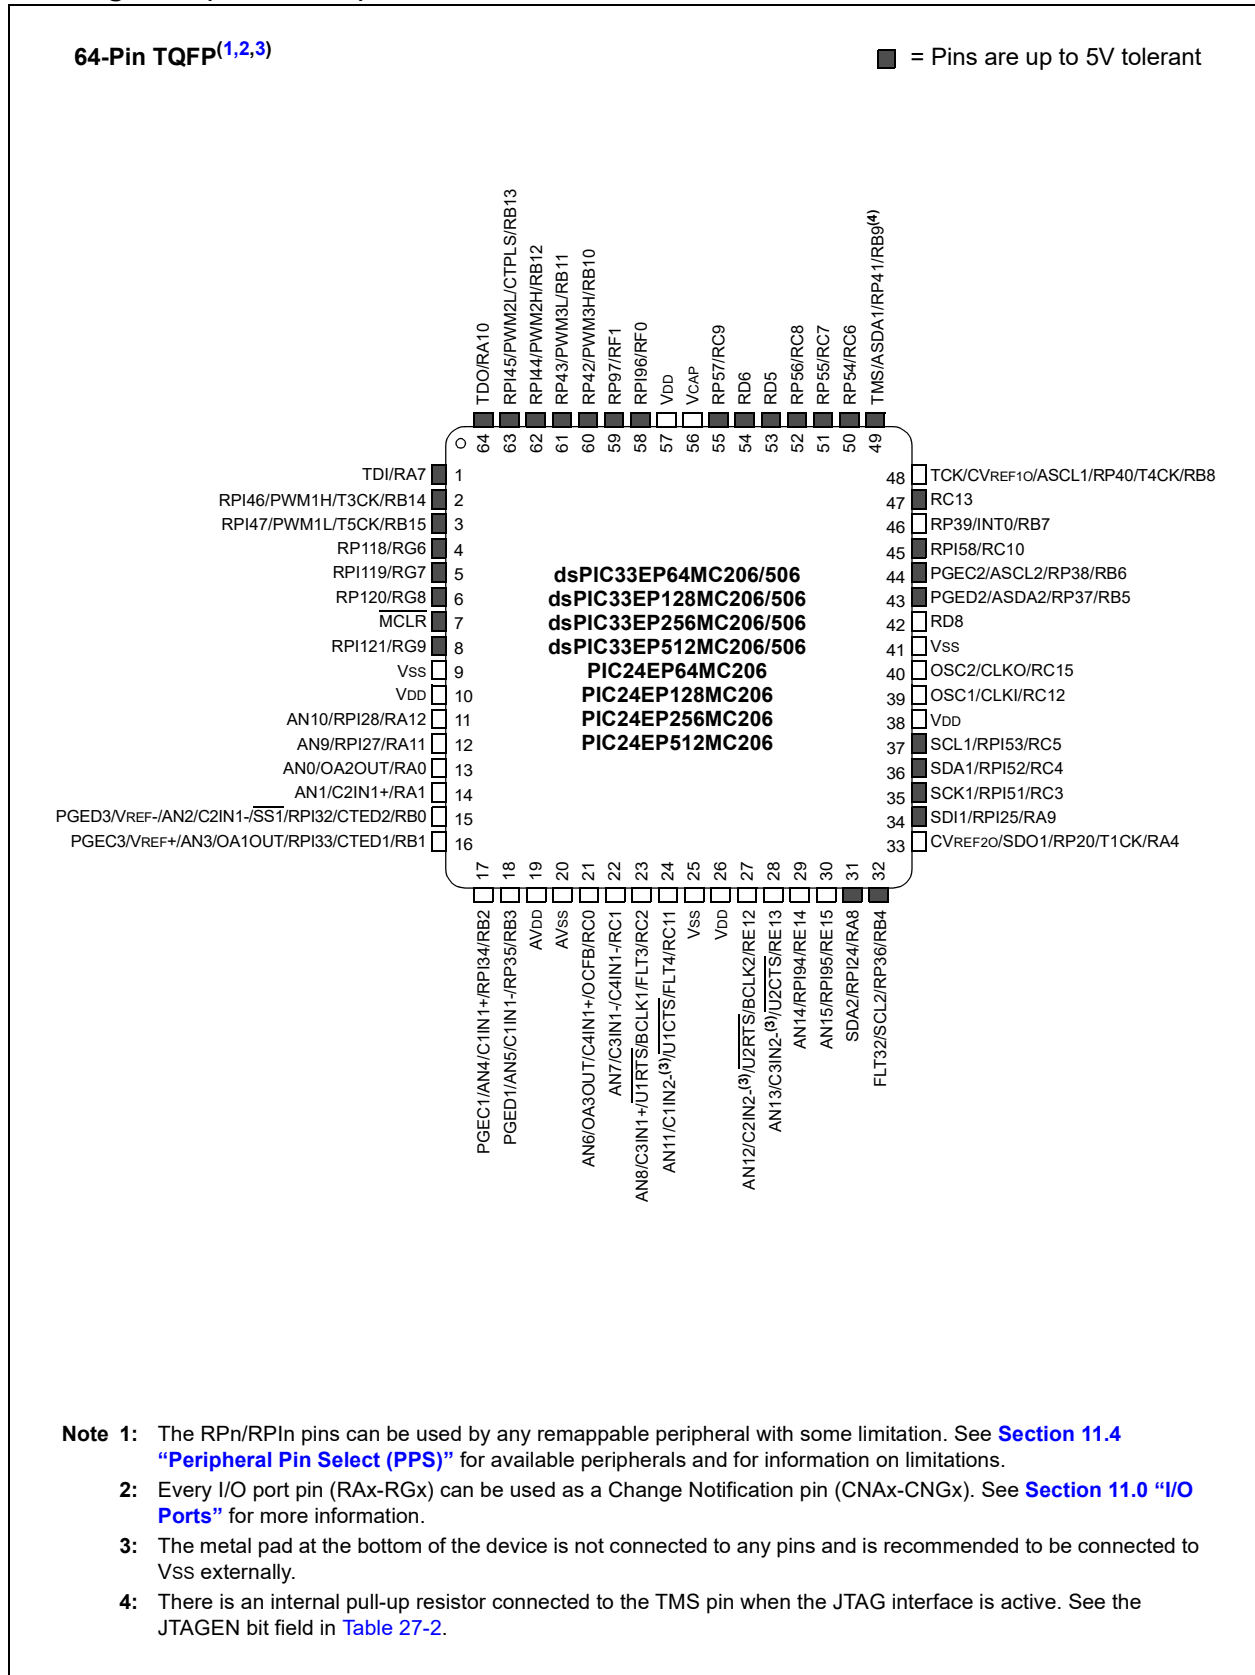 64-Pin TQFP(1,2,3)
= Pins are up to 5V tolerant
TDO/RA10
RPI45/PWM2L/CTPLS/RB13
RPI44/PWM2H/RB12
RP43/PWM3L/RB11
RP42/PWM3H/RB10
RP97/RF1
RPI96/RF0
VDD
VCAP
RP57/RC9
RD6
RD5
RP56/RC8
RP55/RC7
RP54/RC6
TMS/ASDA1/RP41/RB9(4)
64 63 62 61 60 59 58 57 56 55 54 53 52 51 50 49
TDI/RA7 1
RPI46/PWM1H/T3CK/RB14 2
RPI47/PWM1L/T5CK/RB15 3
RP118/RG6 4
RPI119/RG7 5
RP120/RG8 6
MCLR 7
RPI121/RG9 8
VSS 9
VDD 10
AN10/RPI28/RA12 11
AN9/RPI27/RA11 12
AN0/OA2OUT/RA0 13
AN1/C2IN1+/RA1 14
PGED3/VREF-/AN2/C2IN1-/SS1/RPI32/CTED2/RB0 15
PGEC3/VREF+/AN3/OA1OUT/RPI33/CTED1/RB1 16
dsPIC33EP64MC206/506
dsPIC33EP128MC206/506
dsPIC33EP256MC206/506
dsPIC33EP512MC206/506
PIC24EP64MC206
PIC24EP128MC206
PIC24EP256MC206
PIC24EP512MC206
48 TCK/CVREF1O/ASCL1/RP40/T4CK/RB8
47 RC13
46 RP39/INT0/RB7
45 RPI58/RC10
44 PGEC2/ASCL2/RP38/RB6
43 PGED2/ASDA2/RP37/RB5
42 RD8
41 VSS
40 OSC2/CLKO/RC15
39 OSC1/CLKI/RC12
38 VDD
37 SCL1/RPI53/RC5
36 SDA1/RPI52/RC4
35 SCK1/RPI51/RC3
34 SDI1/RPI25/RA9
33 CVREF2O/SDO1/RP20/T1CK/RA4
17 18 19 20 21 22 23 24 25 26 27 28 29 30 31 32
PGEC1/AN4/C1IN1+/RPI34/RB2
PGED1/AN5/C1IN1-/RP35/RB3
AVDD
AVSS
AN6/OA3OUT/C4IN1+/OCFB/RC0
AN7/C3IN1-/C4IN1-/RC1
AN8/C3IN1+/U1RTS/BCLK1/FLT3/RC2
AN11/C1IN2-(3)/U1CTS/FLT4/RC11
VSS
VDD
AN12/C2IN2-(3)/U2RTS/BCLK2/RE12
AN13/C3IN2-(3)/U2CTS/RE13
AN14/RPI94/RE14
AN15/RPI95/RE15
SDA2/RPI24/RA8
FLT32/SCL2/RP36/RB4
Note 1: The RPn/RPIn pins can be used by any remappable peripheral with some limitation. See Section 11.4
“Peripheral Pin Select (PPS)” for available peripherals and for information on limitations.
2: Every I/O port pin (RAx-RGx) can be used as a Change Notification pin (CNAx-CNGx). See Section 11.0 “I/O
Ports” for more information.
3: The metal pad at the bottom of the device is not connected to any pins and is recommended to be connected to
VSS externally.
4: There is an internal pull-up resistor connected to the TMS pin when the JTAG interface is active. See the
JTAGEN bit field in Table 27-2.